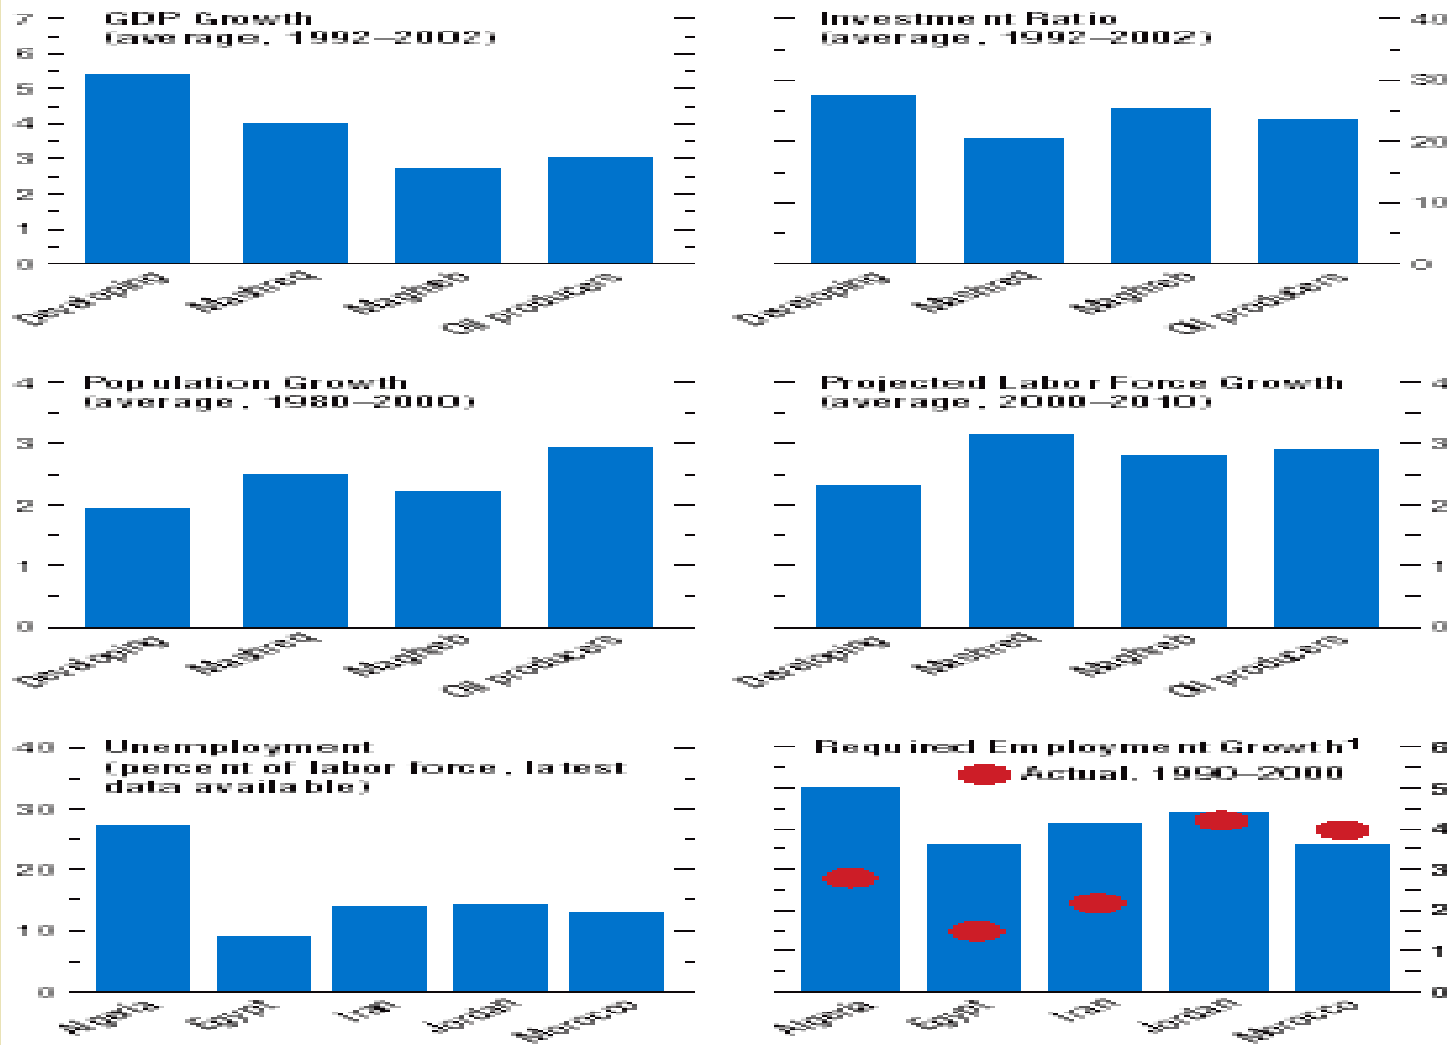 GDP Growth
(average, 1992–2002)
7
6
5
4
3
2
1
0
Developing
Mashreq
Maghreb
Oil producers
Investment Ratio
(average, 1992–2002)
40
30
20
10
0
Developing
Mashreq
Maghreb
Oil producers
Population Growth
(average, 1980–2000)
4
3
2
1
0
Developing
Mashreq
Maghreb
Oil producers
Projected Labor Force Growth
(average, 2000–2010)
4
3
2
1
0
Developing
Mashreq
Maghreb
Oil producers
Unemployment
(percent of labor force, latest
data available)
40
30
20
10
0
Algeria
Egypt
Iran
Jordan
Morocco
Required Employment Growth¹
Actual, 1990–2000
6
5
4
3
2
1
0
Algeria
Egypt
Iran
Jordan
Morocco